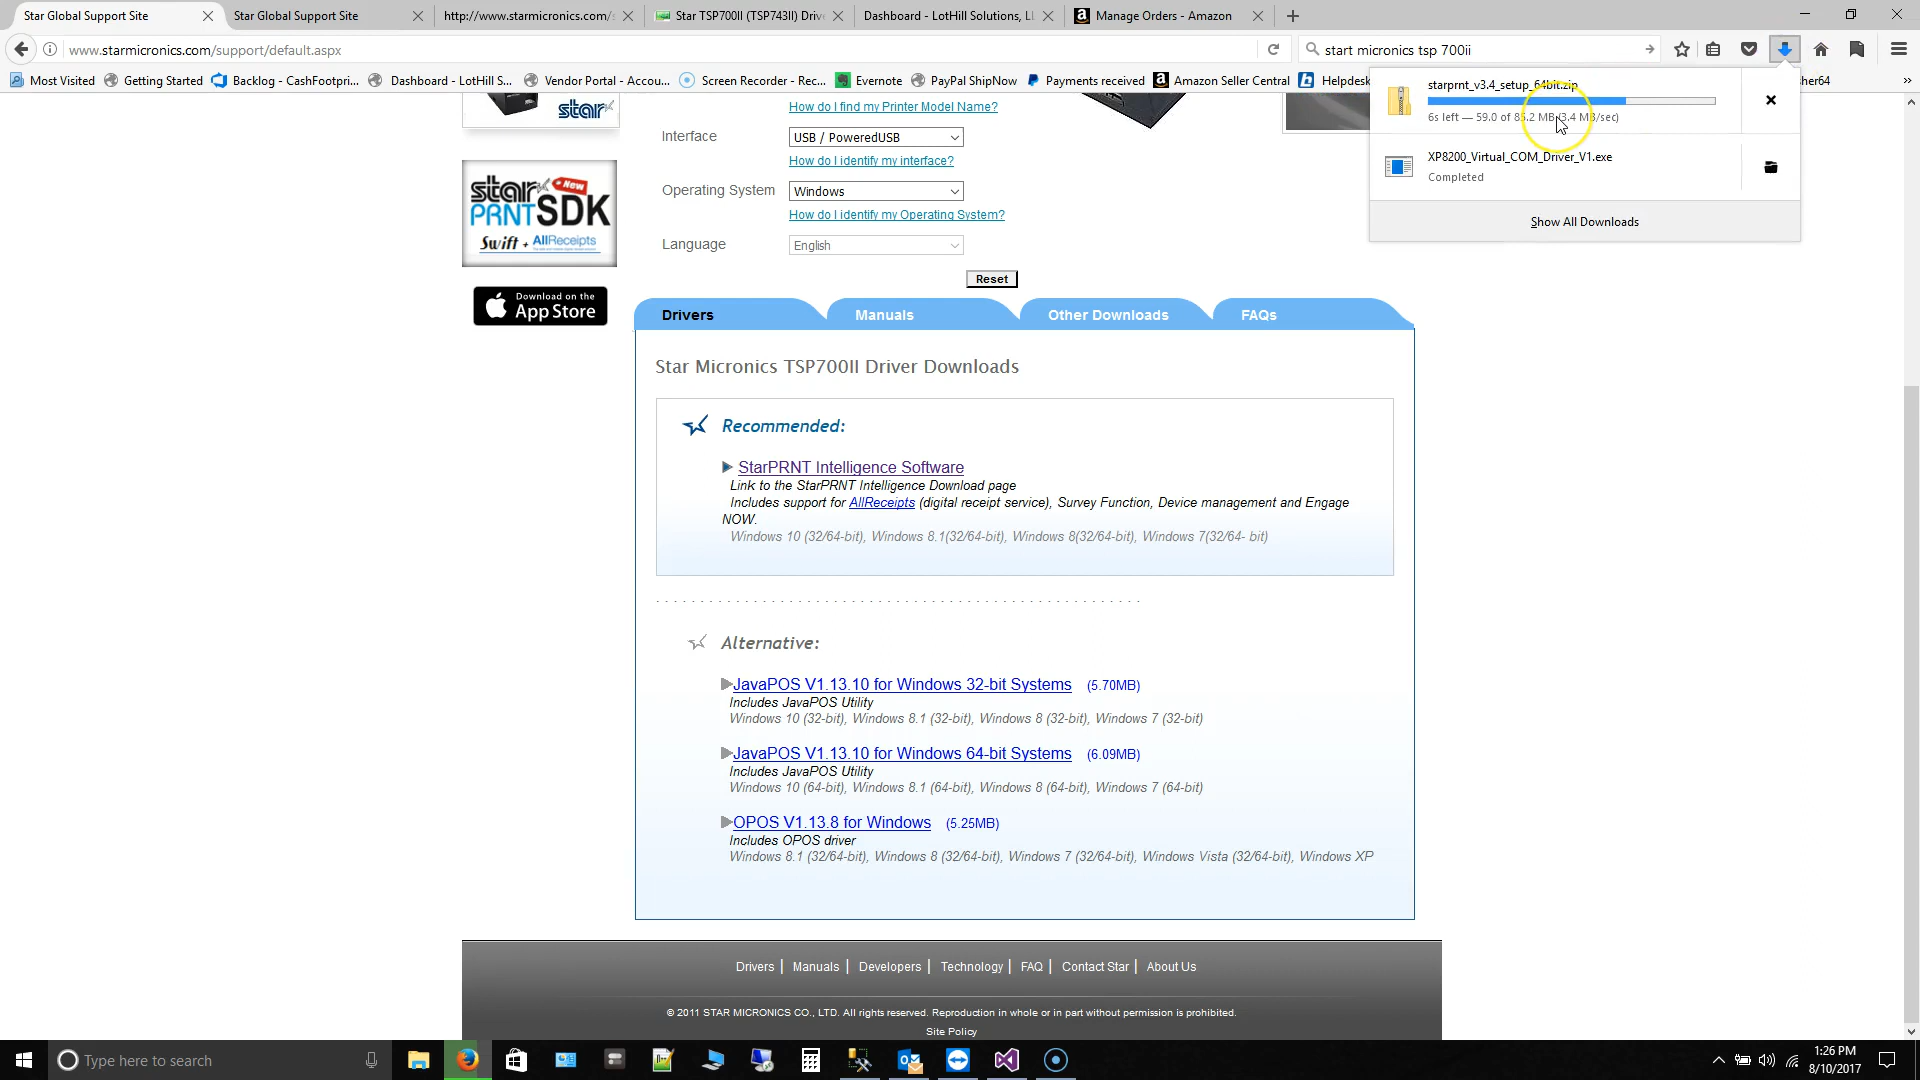 Star Global Support Site
Star Global Support Site
http://www.starmicronics.com/s
Star TSP700II (TSP743II) Drive
Dashboard - LotHill Solutions, LL
Manage Orders - Amazon
www.starmicronics.com/support/default.aspx
start micronics tsp 700ii
Most Visited
Getting Started
Backlog - CashFootpri...
Dashboard - LotHill S...
Vendor Portal - Accou...
Screen Recorder - Rec...
Evernote
PayPal ShipNow
Payments received
Amazon Seller Central
Helpdesk
sher64
starprnt_v3.4_setup_64bit.zip
6s left — 59.0 of 85.2 MB (3.4 MB/sec)
XP8200_Virtual_COM_Driver_V1.exe
Completed
Show All Downloads
star
How do I find my Printer Model Name?
Interface
USB / PoweredUSB
How do I identify my interface?
Operating System
Windows
How do I identify my Operating System?
Language
English
Reset
star New
PRNT SDK
Swift + AllReceipts
Download on the
App Store
Drivers
Manuals
Other Downloads
FAQs
Star Micronics TSP700II Driver Downloads
Recommended:
StarPRNT Intelligence Software
Link to the StarPRNT Intelligence Download page
Includes support for AllReceipts (digital receipt service), Survey Function, Device management and Engage
NOW.
Windows 10 (32/64-bit), Windows 8.1(32/64-bit), Windows 8(32/64-bit), Windows 7(32/64- bit)
Alternative:
JavaPOS V1.13.10 for Windows 32-bit Systems (5.70MB)
Includes JavaPOS Utility
Windows 10 (32-bit), Windows 8.1 (32-bit), Windows 8 (32-bit), Windows 7 (32-bit)
JavaPOS V1.13.10 for Windows 64-bit Systems (6.09MB)
Includes JavaPOS Utility
Windows 10 (64-bit), Windows 8.1 (64-bit), Windows 8 (64-bit), Windows 7 (64-bit)
OPOS V1.13.8 for Windows (5.25MB)
Includes OPOS driver
Windows 8.1 (32/64-bit), Windows 8 (32/64-bit), Windows 7 (32/64-bit), Windows Vista (32/64-bit), Windows XP
Drivers | Manuals | Developers | Technology | FAQ | Contact Star | About Us
© 2011 STAR MICRONICS CO., LTD. All rights reserved. Reproduction in whole or in part without permission is prohibited.
Site Policy
Type here to search
1:26 PM
8/10/2017